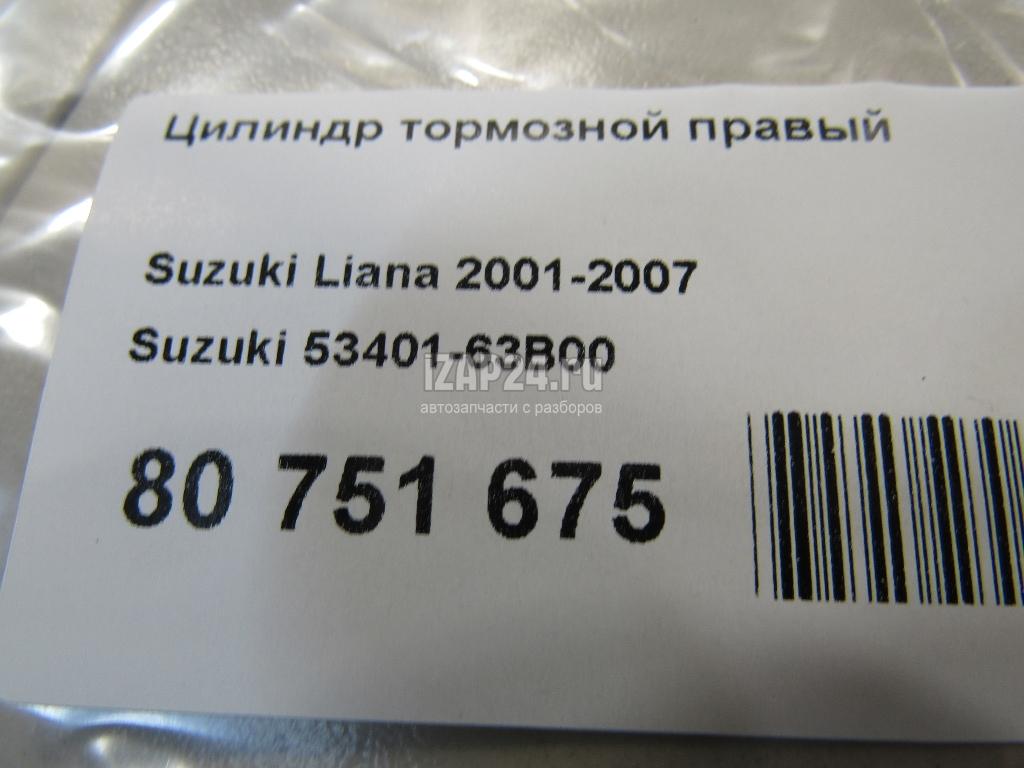 Цилиндр тормозной правый
Suzuki Liana 2001-2007
Suzuki 53401-63B00
iZAP24.ru
автозапчасти с разборов
80 751 675